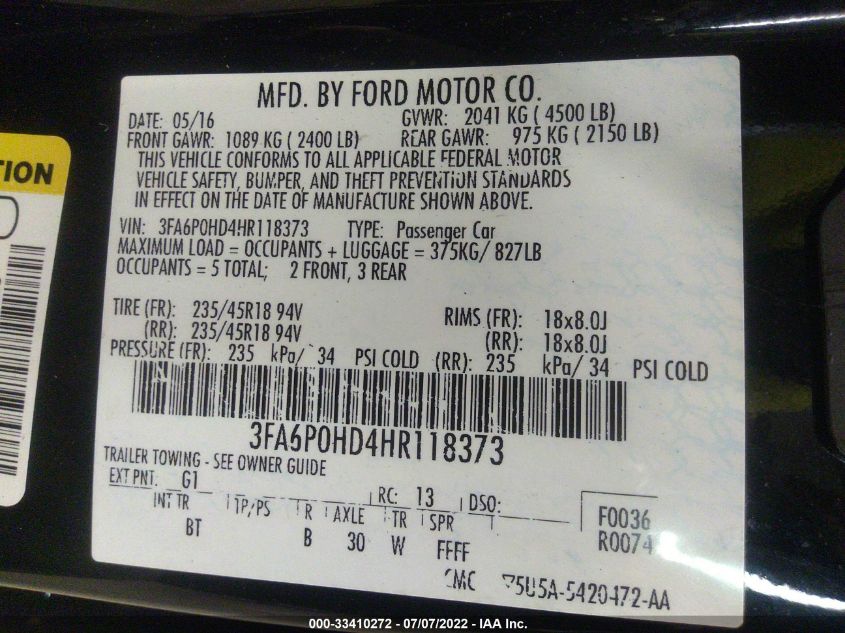 MFD. BY FORD MOTOR CO.
DATE: 05/16 GVWR: 2041 KG ( 4500 LB)
FRONT GAWR: 1089 KG ( 2400 LB) REAR GAWR: 975 KG ( 2150 LB)
THIS VEHICLE CONFORMS TO ALL APPLICABLE FEDERAL MOTOR
VEHICLE SAFETY, BUMPER, AND THEFT PREVENTION STANDARDS
IN EFFECT ON THE DATE OF MANUFACTURE SHOWN ABOVE.
VIN: 3FA6P0HD4HR118373 TYPE: Passenger Car
MAXIMUM LOAD = OCCUPANTS + LUGGAGE = 375KG/ 827LB
OCCUPANTS = 5 TOTAL; 2 FRONT, 3 REAR
TIRE (FR): 235/45R18 94V RIMS (FR): 18x8.0J
(RR): 235/45R18 94V (RR): 18x8.0J
PRESSURE (FR): 235 kPa/ 34 PSI COLD (RR): 235 kPa/ 34 PSI COLD
3FA6P0HD4HR118373
TRAILER TOWING - SEE OWNER GUIDE
EXT PNT: G1 RC: 13 DSO: F0036
INT TR TP/PS R AXLE TR SPR R0074
BT B 30 W FFFF
5U5A-5420472-AA
TION
000-33410272 - 07/07/2022 - IAA Inc.